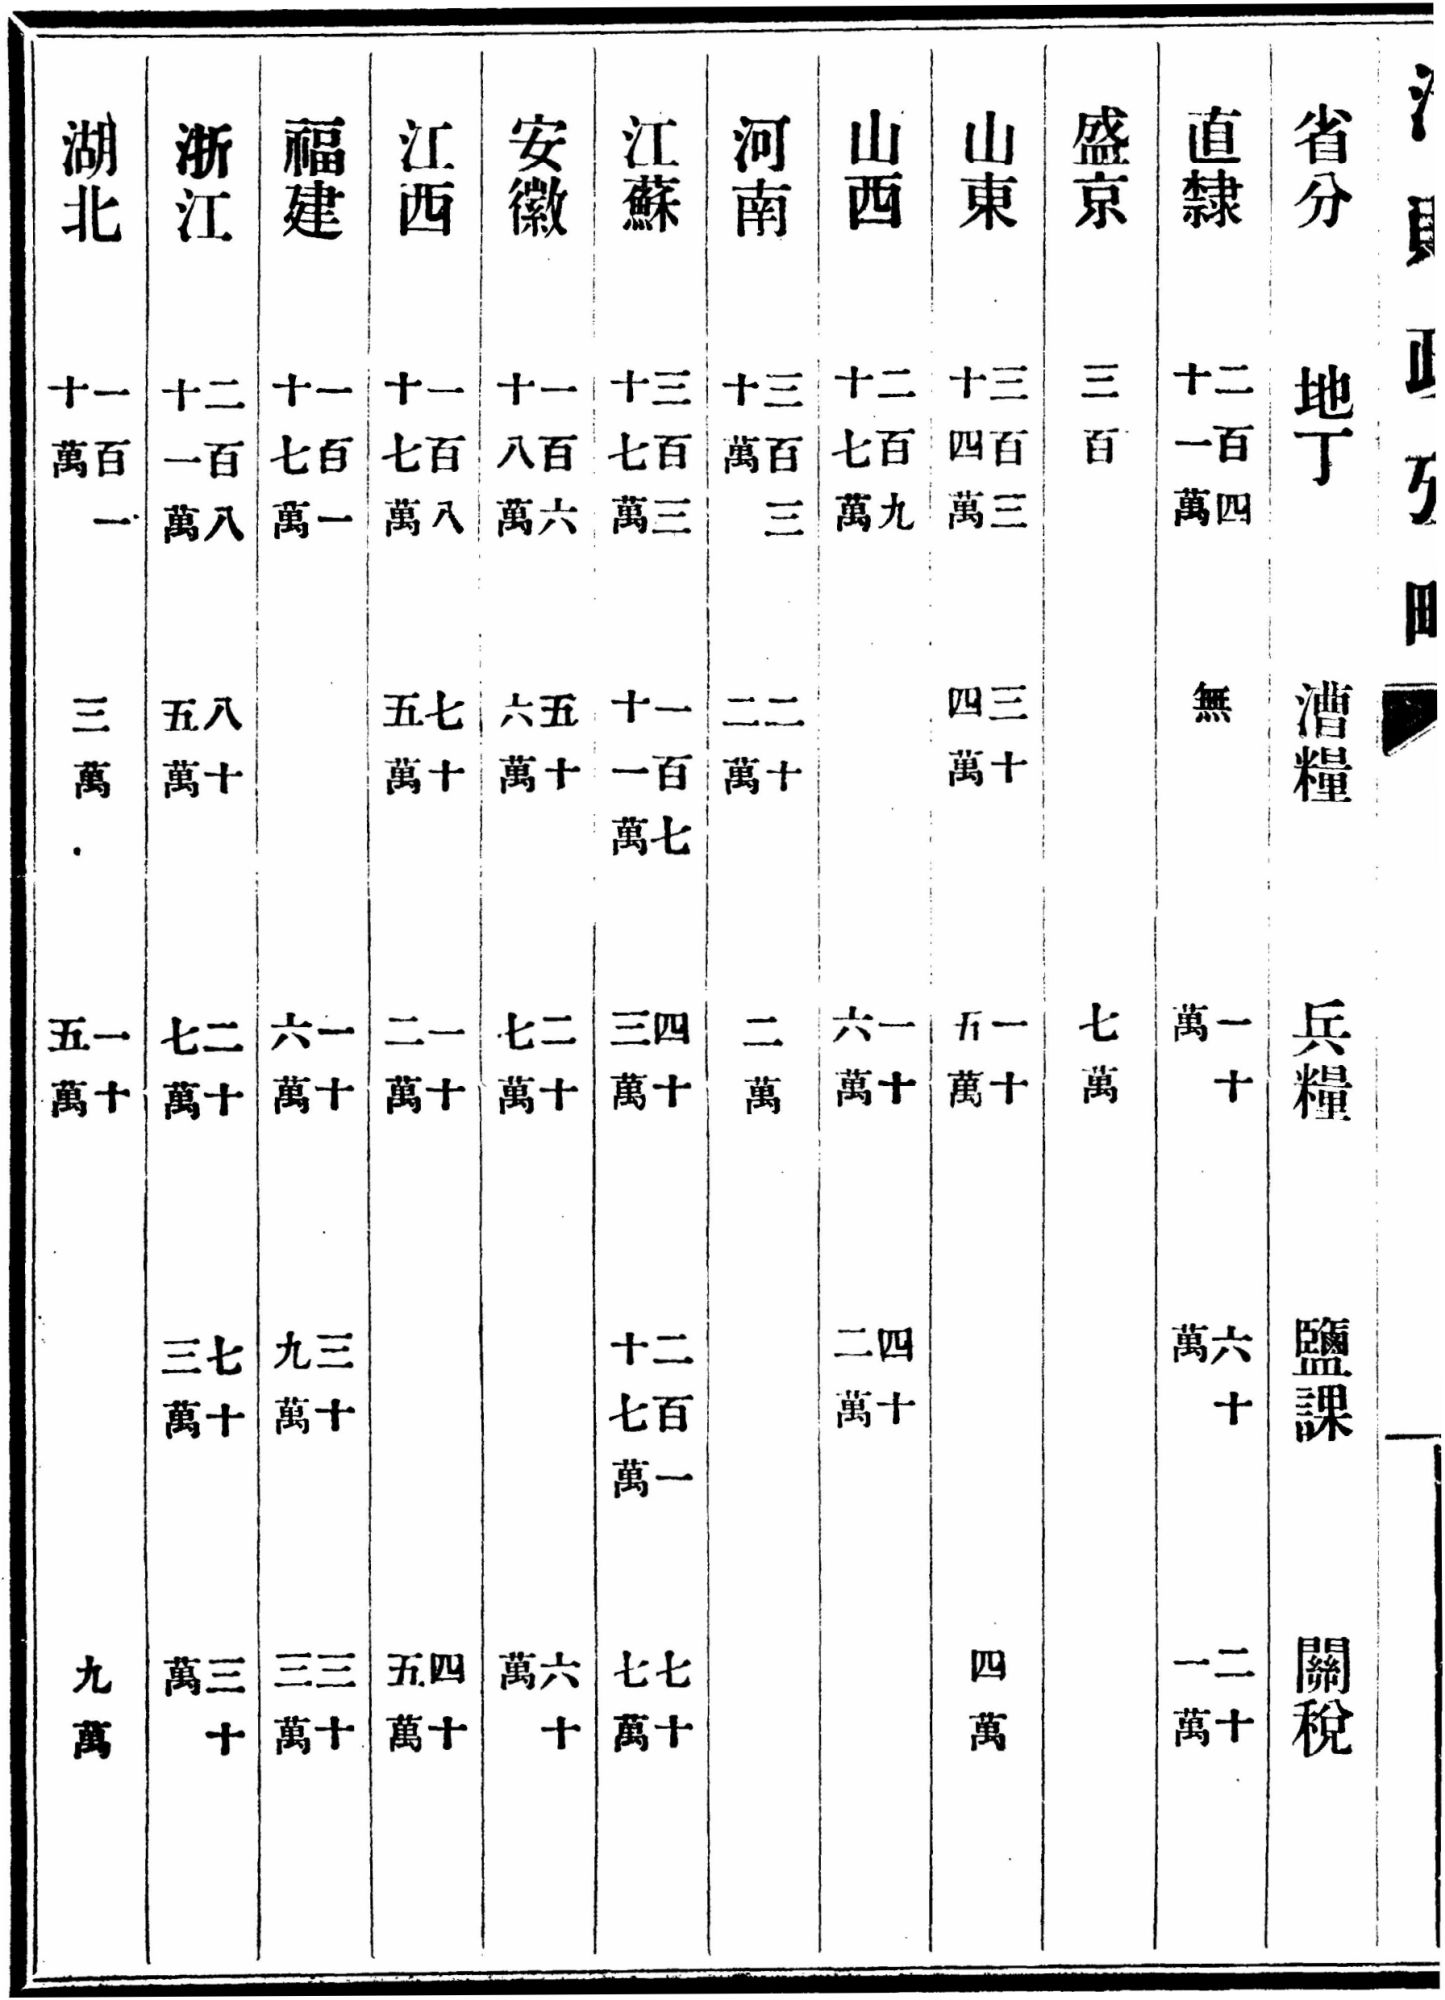 財政
省分 地丁 漕糧 兵糧 鹽課 關稅
直隸 二百四十一萬 無 一十萬 六十萬 二十一萬
盛京 三百 七萬
山東 三百三十四萬 三十四萬 一十五萬 四萬
山西 二百九十七萬 一十六萬 四十二萬
河南 三百三十萬 二十二萬 二萬
江蘇 三百三十七萬 一百七十一萬 四十三萬 二百一十七萬 七十七萬
安徽 一百六十八萬 五十六萬 二十七萬 六十萬
江西 一百八十七萬 七十五萬 一十二萬 四十五萬
福建 一百一十七萬 一十六萬 三十九萬 三十三萬
浙江 二百八十一萬 八十五萬 二十七萬 七十三萬 三十萬
湖北 一百一十萬 三萬 一十五萬 九萬